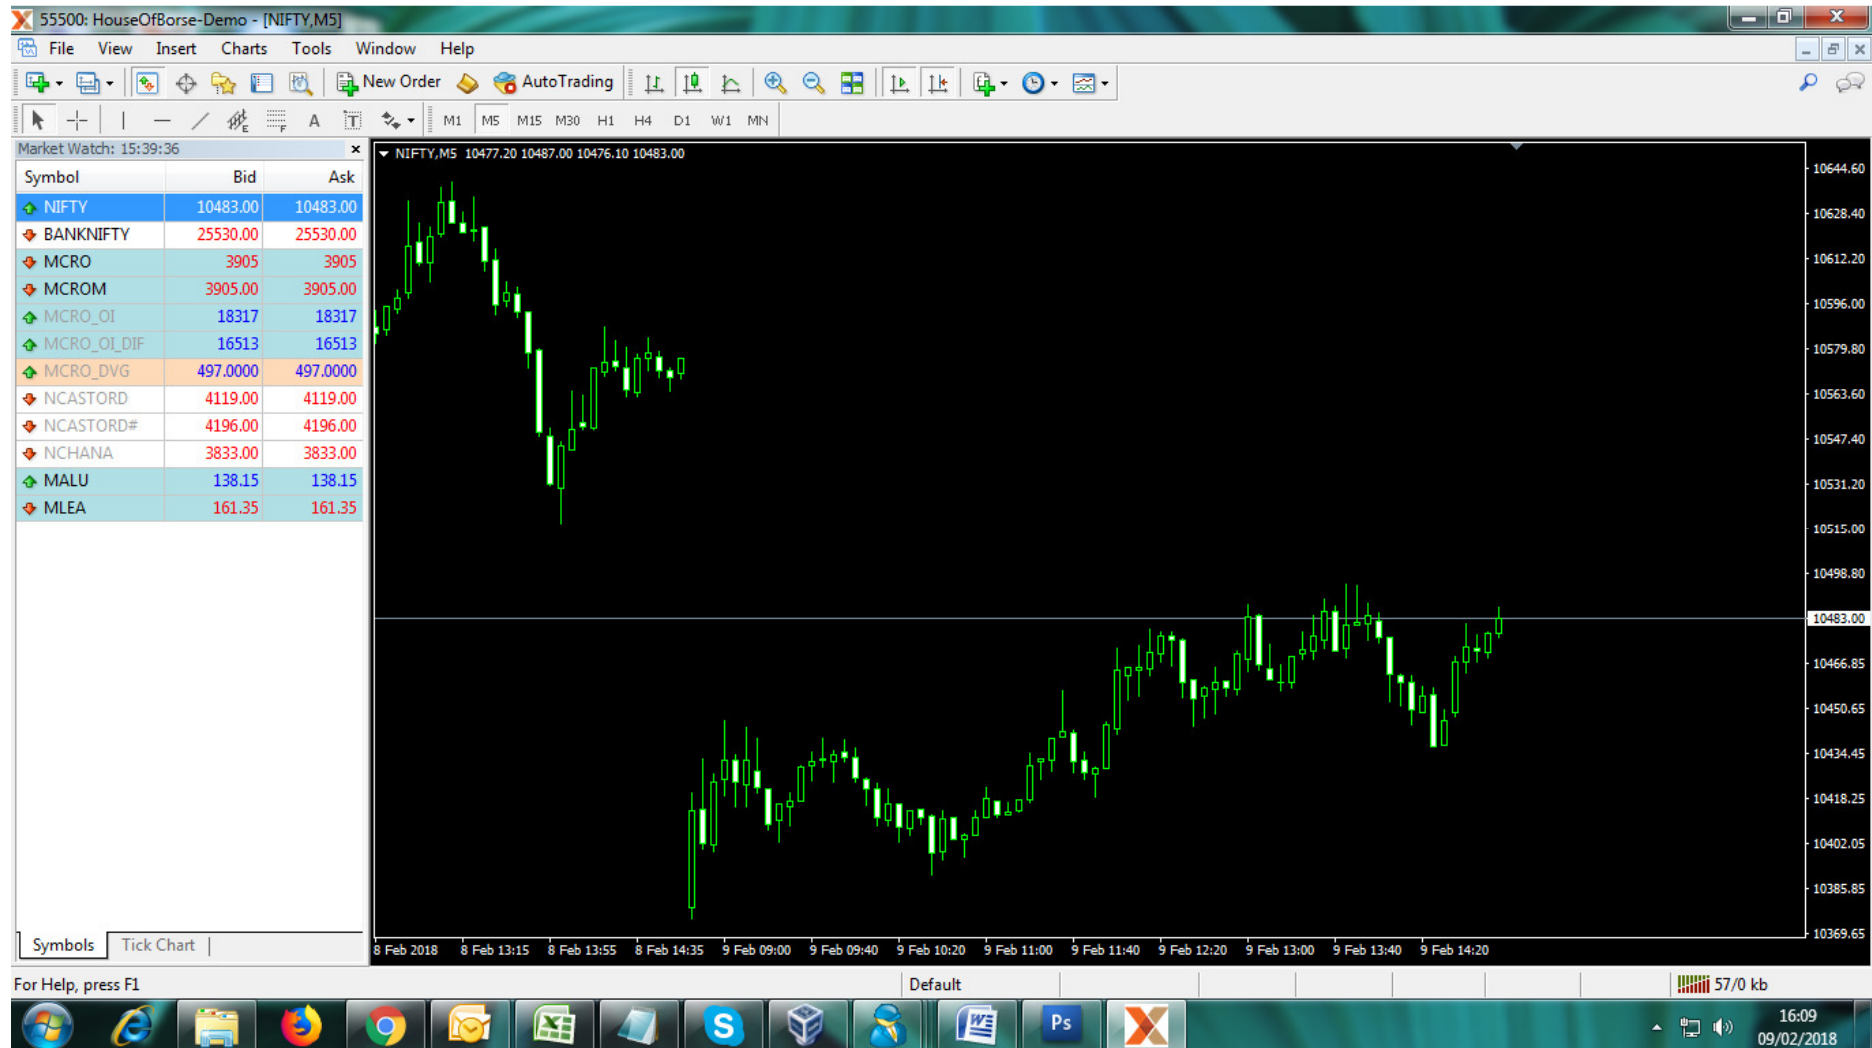 55500: HouseOfBorse-Demo - [NIFTY,M5]
File View Insert Charts Tools Window Help
New Order AutoTrading
E F A T M1 M5 M15 M30 H1 H4 D1 W1 MN
Market Watch: 15:39:36
Symbol Bid Ask
NIFTY 10483.00 10483.00
BANKNIFTY 25530.00 25530.00
MCRO 3905 3905
MCROM 3905.00 3905.00
MCRO_OI 18317 18317
MCRO_OI_DIF 16513 16513
MCRO_DVG 497.0000 497.0000
NCASTORD 4119.00 4119.00
NCASTORD# 4196.00 4196.00
NCHANA 3833.00 3833.00
MALU 138.15 138.15
MLEA 161.35 161.35
Symbols Tick Chart
NIFTY,M5 10477.20 10487.00 10476.10 10483.00
10644.60
10628.40
10612.20
10596.00
10579.80
10563.60
10547.40
10531.20
10515.00
10498.80
10483.00
10466.85
10450.65
10434.45
10418.25
10402.05
10385.85
10369.65
8 Feb 2018 8 Feb 13:15 8 Feb 13:55 8 Feb 14:35 9 Feb 09:00 9 Feb 09:40 9 Feb 10:20 9 Feb 11:00 9 Feb 11:40 9 Feb 12:20 9 Feb 13:00 9 Feb 13:40 9 Feb 14:20
For Help, press F1 Default 57/0 kb
Ps
16:09
09/02/2018